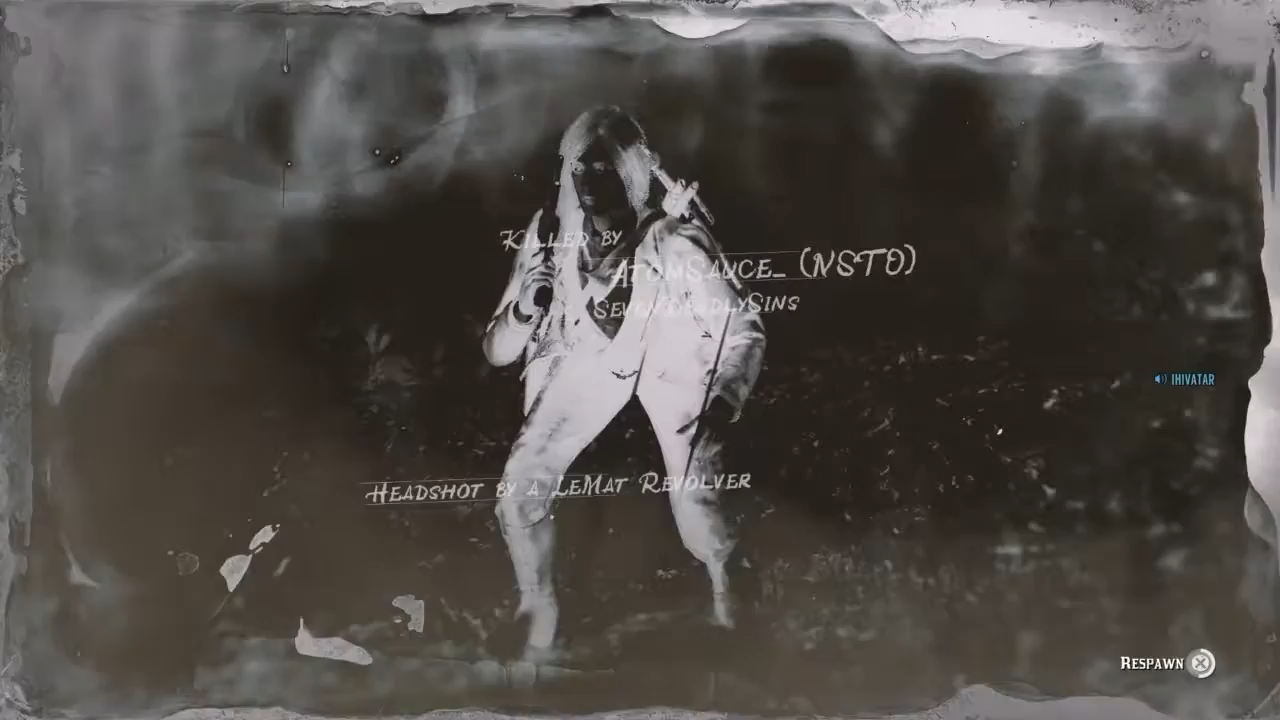 Killed by
AtomSauce_ (NSTO)
SevenDeadlySins
IHIVATAR
Headshot by a LeMat Revolver
Respawn